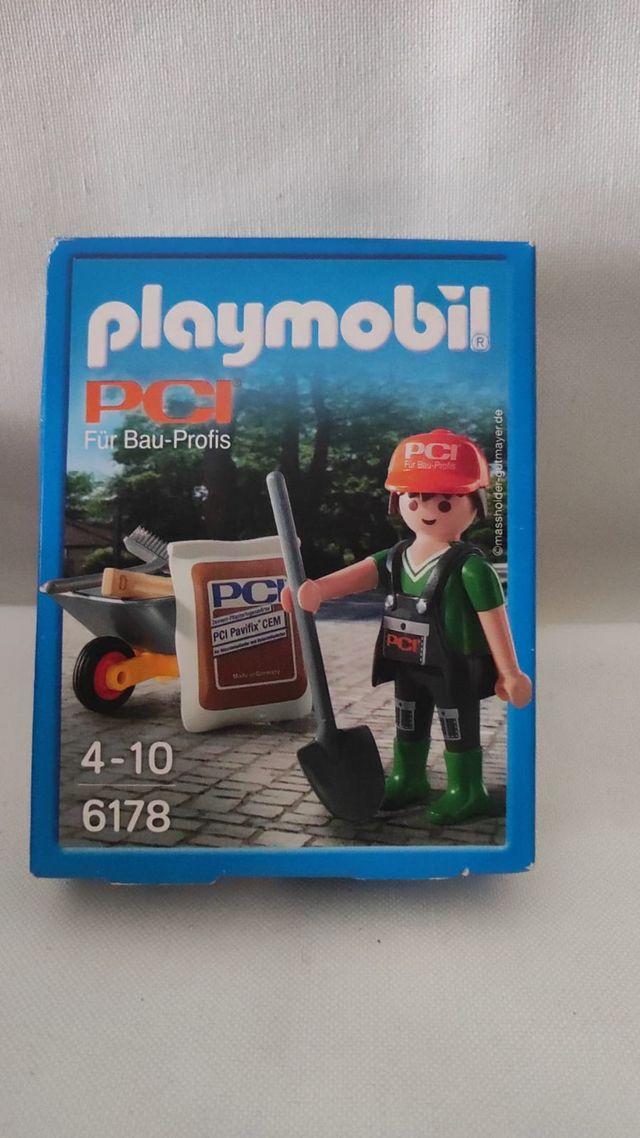 playmobil®
PCI®
Für Bau-Profis
PCI
Für Bau-Profis
©massholder-gutmayer.de
PCI
PCI Pavifix® CEM
Made in Germany
PCI
4-10
6178